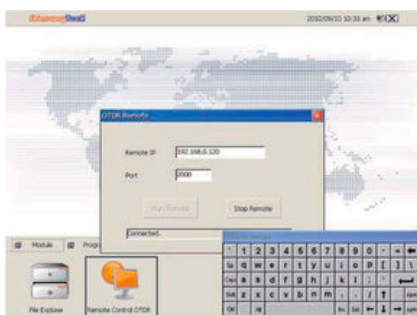 2010/09/10 10:33 am
OTDR Remote
Remote IP
192.168.0.120
Port
2000
Run Remote
Stop Remote
Connected.
Module
File Explorer
Remote Control OTDR
1 2 3 4 5 6 7 8 9 0 - =
q w e r t y u i o p [ ]
a s d f g h j k l ;
z x c v b n m , . /